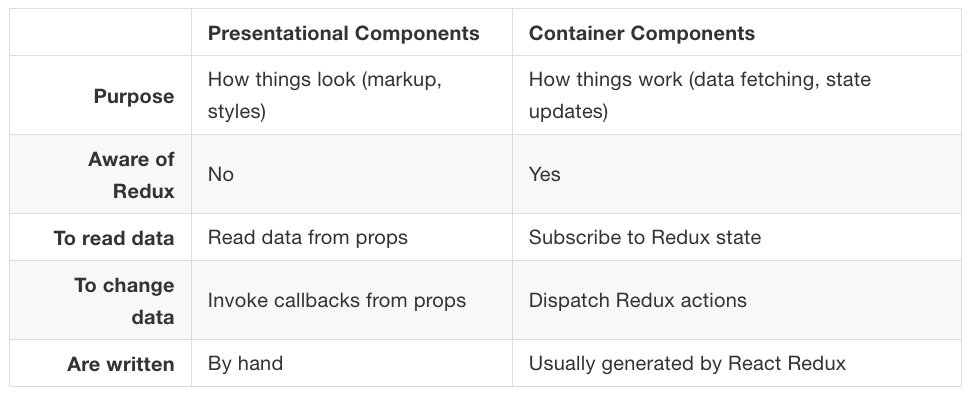 Presentational Components Container Components
Purpose How things look (markup, styles) How things work (data fetching, state updates)
Aware of Redux No Yes
To read data Read data from props Subscribe to Redux state
To change data Invoke callbacks from props Dispatch Redux actions
Are written By hand Usually generated by React Redux